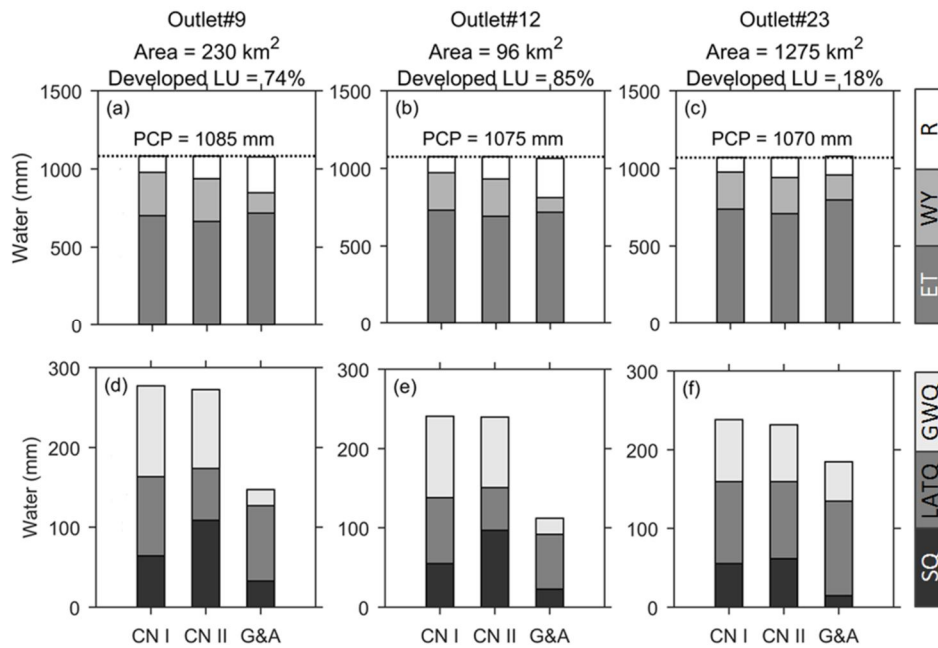 Outlet#9
Area = 230 km2
Developed LU = 74%
Outlet#12
Area = 96 km2
Developed LU = 85%
Outlet#23
Area = 1275 km2
Developed LU = 18%
1500
(a)
PCP = 1085 mm
1000
500
0
Water (mm)
1500
(b)
PCP = 1075 mm
1000
500
0
1500
(c)
PCP = 1070 mm
1000
500
0
R
WY
ET
300
(d)
200
100
0
Water (mm)
CN I CN II G&A
300
(e)
200
100
0
CN I CN II G&A
300
(f)
200
100
0
CN I CN II G&A
GWQ
LATQ
SQ